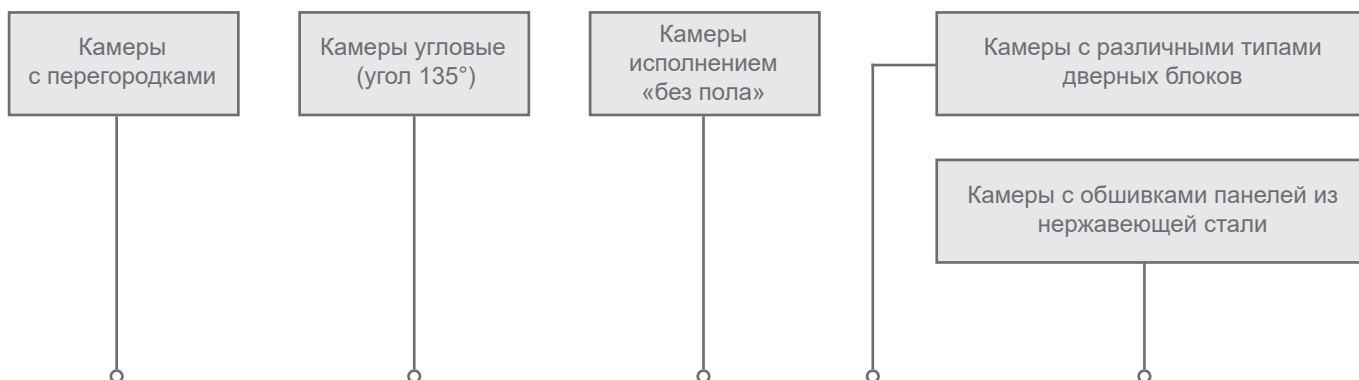 Камеры
с перегородками
Камеры угловые
(угол 135°)
Камеры
исполнением
«без пола»
Камеры с различными типами
дверных блоков
Камеры с обшивками панелей из
нержавеющей стали